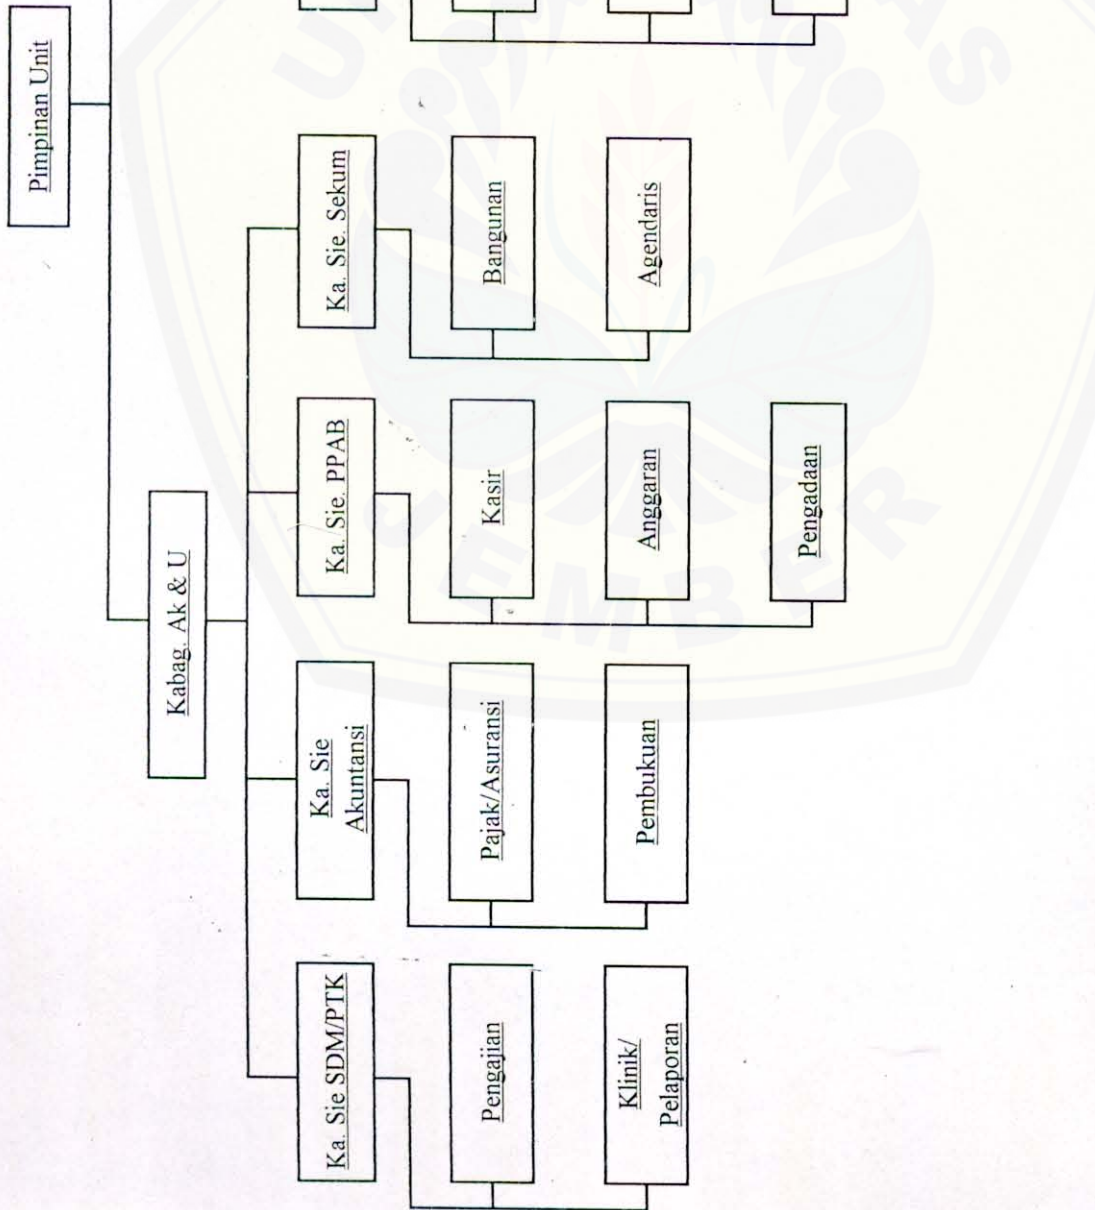 Pimpinan Unit
Kabag. Ak & U
Ka. Sie SDM/PTK
Ka. Sie
Akuntansi
Ka. Sie. PPAB
Ka. Sie. Sekum
Pengajian
Pajak/Asuransi
Kasir
Bangunan
Klinik/
Pelaporan
Pembukuan
Anggaran
Agendaris
Pengadaan
JEMBER